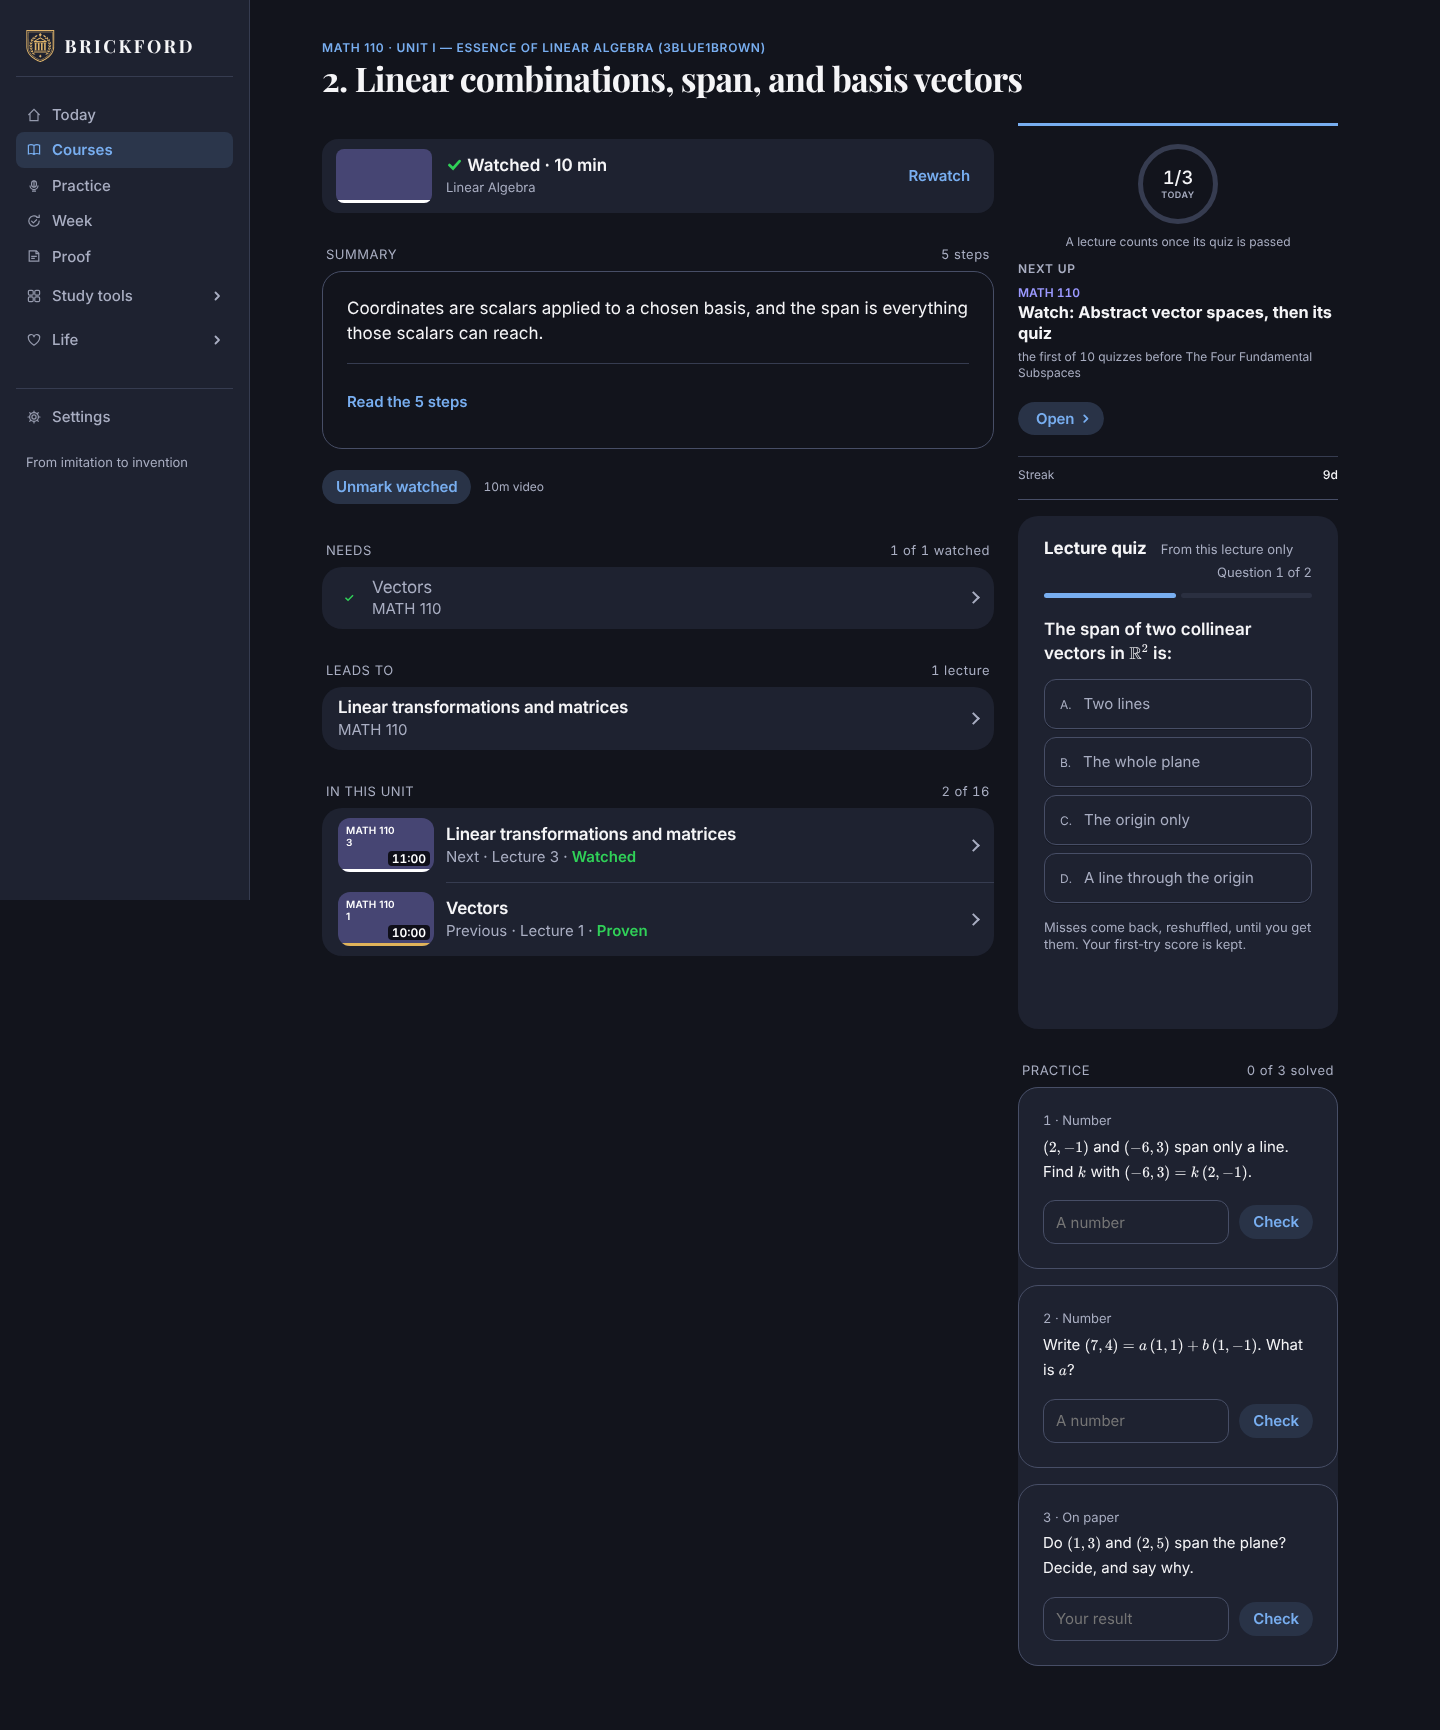 BRICKFORD
Today
Courses
Practice
Week
Proof
Study tools
Life
Settings
From imitation to invention
MATH 110 · UNIT I — ESSENCE OF LINEAR ALGEBRA (3BLUE1BROWN)
2. Linear combinations, span, and basis vectors
Watched · 10 min
Linear Algebra
Rewatch
SUMMARY
5 steps
Coordinates are scalars applied to a chosen basis, and the span is everything
those scalars can reach.
Read the 5 steps
Unmark watched
10m video
NEEDS
1 of 1 watched
Vectors
MATH 110
LEADS TO
1 lecture
Linear transformations and matrices
MATH 110
IN THIS UNIT
2 of 16
MATH 110
3
11:00
Linear transformations and matrices
Next · Lecture 3 · Watched
MATH 110
1
10:00
Vectors
Previous · Lecture 1 · Proven
1/3
TODAY
A lecture counts once its quiz is passed
NEXT UP
MATH 110
Watch: Abstract vector spaces, then its
quiz
the first of 10 quizzes before The Four Fundamental
Subspaces
Open
Streak
9d
Lecture quiz
From this lecture only
Question 1 of 2
The span of two collinear
vectors in ℝ² is:
A. Two lines
B. The whole plane
C. The origin only
D. A line through the origin
Misses come back, reshuffled, until you get
them. Your first-try score is kept.
PRACTICE
0 of 3 solved
1 · Number
(2, −1) and (−6, 3) span only a line.
Find k with (−6, 3) = k (2, −1).
A number
Check
2 · Number
Write (7, 4) = a (1, 1) + b (1, −1). What
is a?
A number
Check
3 · On paper
Do (1, 3) and (2, 5) span the plane?
Decide, and say why.
Your result
Check